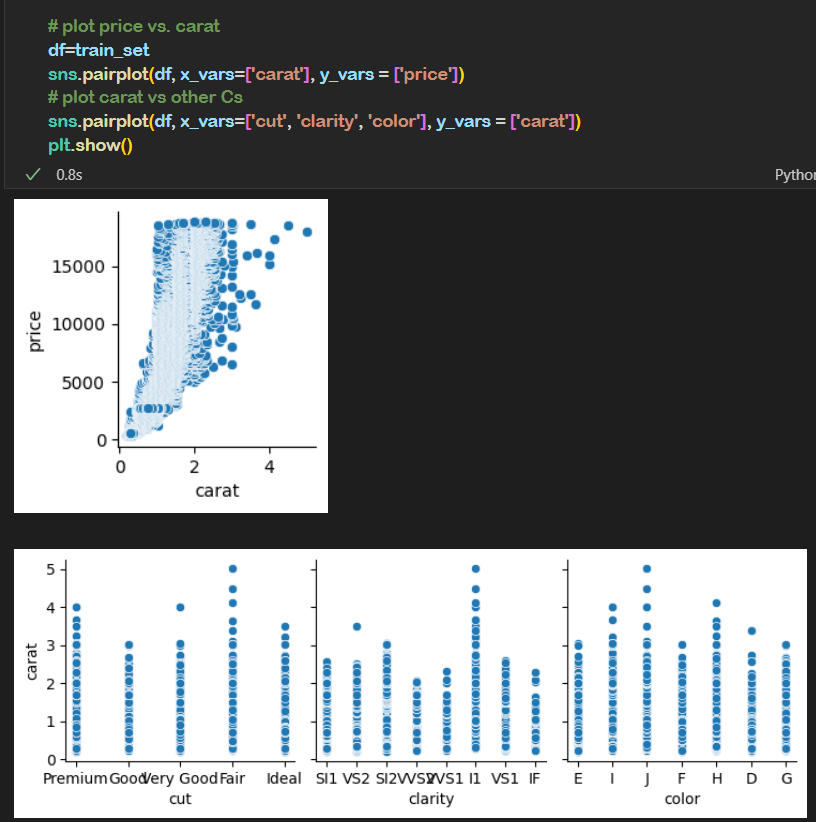 # plot price vs. carat
df=train_set
sns.pairplot(df, x_vars=['carat'], y_vars = ['price'])
# plot carat vs other Cs
sns.pairplot(df, x_vars=['cut', 'clarity', 'color'], y_vars = ['carat'])
plt.show()
0.8s
Python
15000
10000
5000
0
price
0 2 4
carat
5
4
3
2
1
0
carat
Premium Good Very Good Fair Ideal
cut
SI1 VS2 SI2 VVS2 VVS1 I1 VS1 IF
clarity
E I J F H D G
color